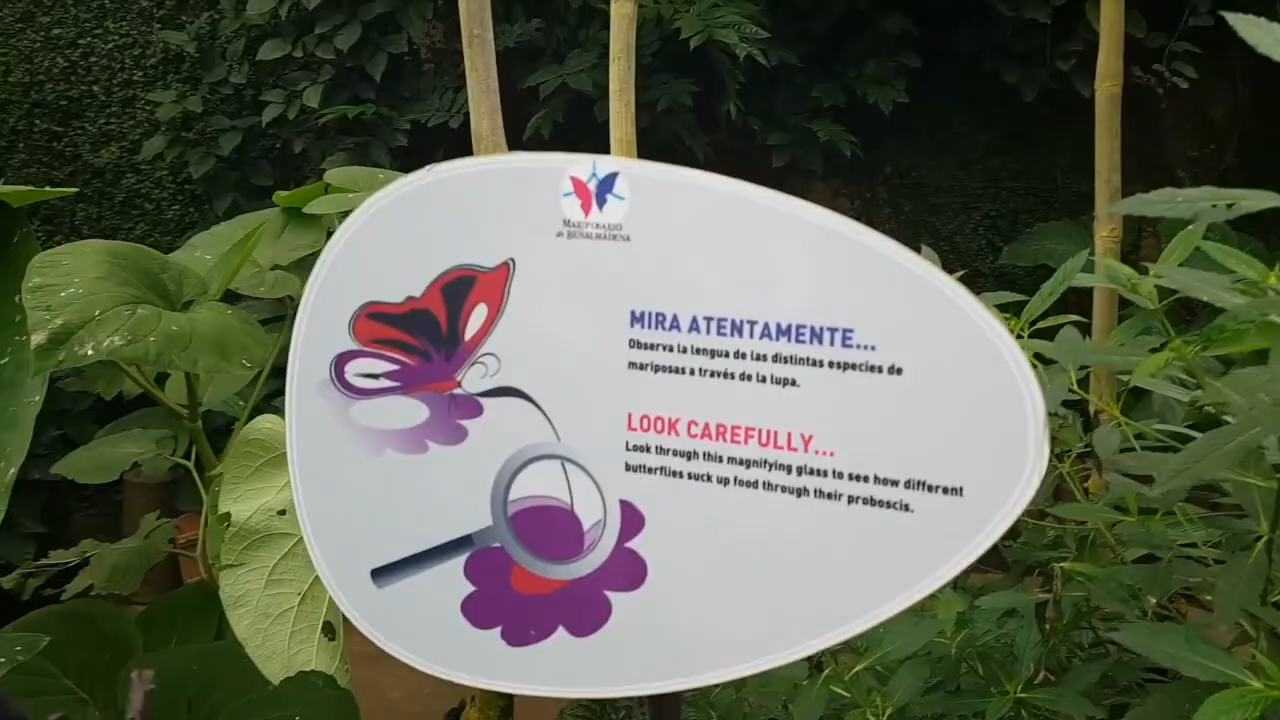 MARIPOSARIO
de BENALMÁDENA
MIRA ATENTAMENTE...
Observa la lengua de las distintas especies de
mariposas a través de la lupa.
LOOK CAREFULLY...
Look through this magnifying glass to see how different
butterflies suck up food through their proboscis.